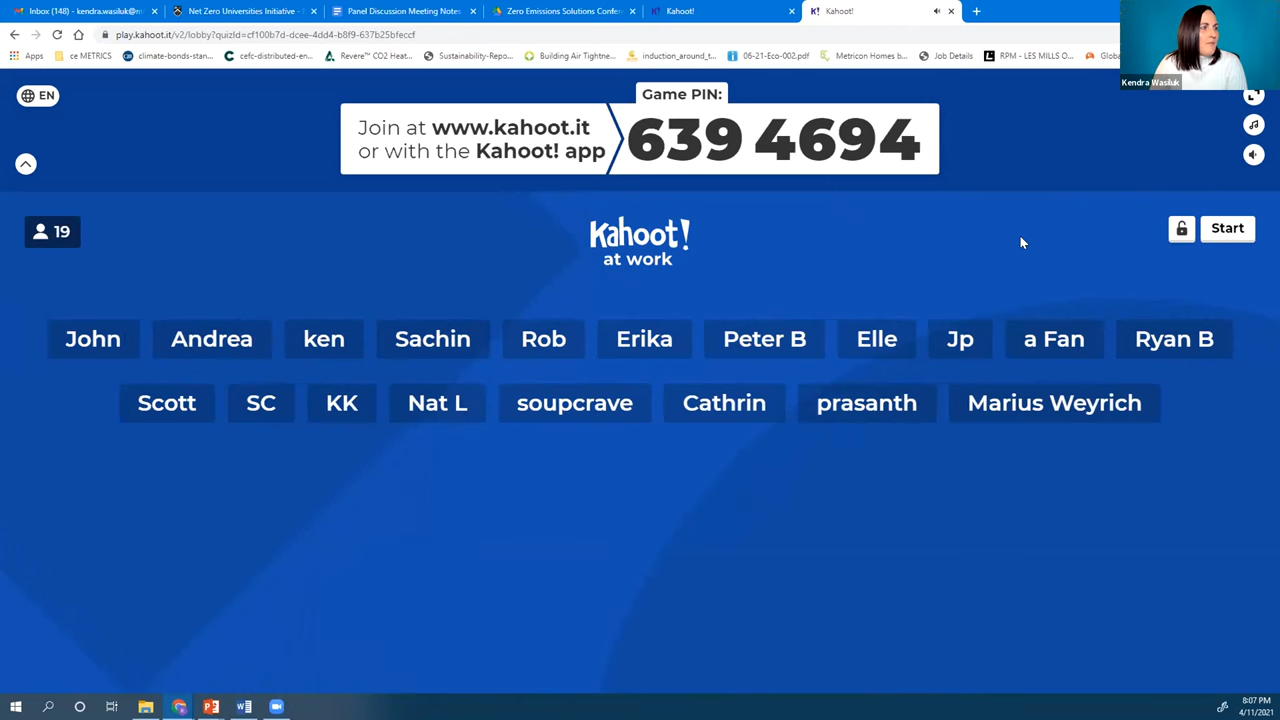 Inbox (148) - kendra.wasiluk@m
Net Zero Universities Initiative -
Panel Discussion Meeting Notes
Zero Emissions Solutions Confer
Kahoot!
Kahoot!
play.kahoot.it/v2/lobby?quizId=cf100b7d-dcee-4dd4-b8f9-637b25bfeccf
Apps
ce METRICS
climate-bonds-stan...
cefc-distributed-en...
Revere™ CO2 Heat...
Sustainability-Repo...
Building Air Tightne...
induction_around_t...
06-21-Eco-002.pdf
Metricon Homes b...
Job Details
RPM - LES MILLS O...
Globa
Kendra Wasiluk
EN
Game PIN:
Join at www.kahoot.it
or with the Kahoot! app
639 4694
19
Kahoot!
at work
Start
John Andrea ken Sachin Rob Erika Peter B Elle Jp a Fan Ryan B
Scott SC KK Nat L soupcrave Cathrin prasanth Marius Weyrich
8:07 PM
4/11/2021